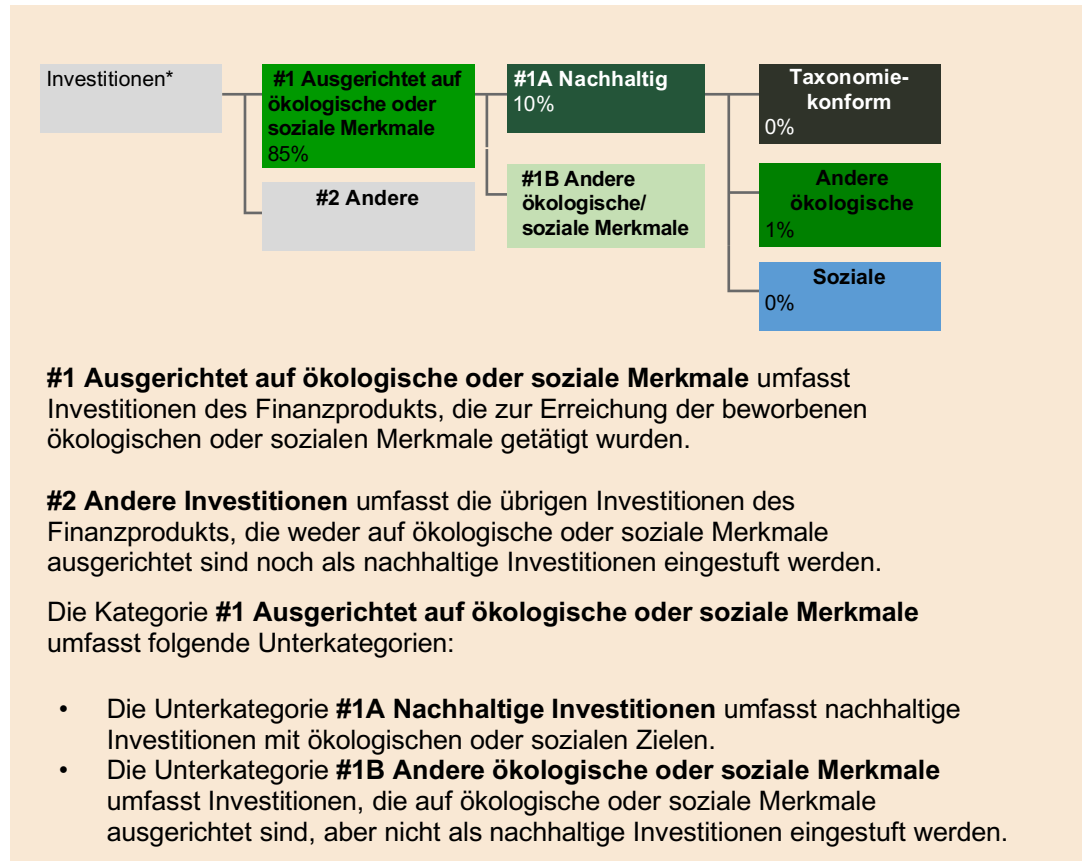 Investitionen*
#1 Ausgerichtet auf
ökologische oder
soziale Merkmale
85%
#2 Andere
#1A Nachhaltig
10%
#1B Andere
ökologische/
soziale Merkmale
Taxonomie-
konform
0%
Andere
ökologische
1%
Soziale
0%
#1 Ausgerichtet auf ökologische oder soziale Merkmale umfasst
Investitionen des Finanzprodukts, die zur Erreichung der beworbenen
ökologischen oder sozialen Merkmale getätigt wurden.
#2 Andere Investitionen umfasst die übrigen Investitionen des
Finanzprodukts, die weder auf ökologische oder soziale Merkmale
ausgerichtet sind noch als nachhaltige Investitionen eingestuft werden.
Die Kategorie #1 Ausgerichtet auf ökologische oder soziale Merkmale
umfasst folgende Unterkategorien:
• Die Unterkategorie #1A Nachhaltige Investitionen umfasst nachhaltige
Investitionen mit ökologischen oder sozialen Zielen.
• Die Unterkategorie #1B Andere ökologische oder soziale Merkmale
umfasst Investitionen, die auf ökologische oder soziale Merkmale
ausgerichtet sind, aber nicht als nachhaltige Investitionen eingestuft werden.